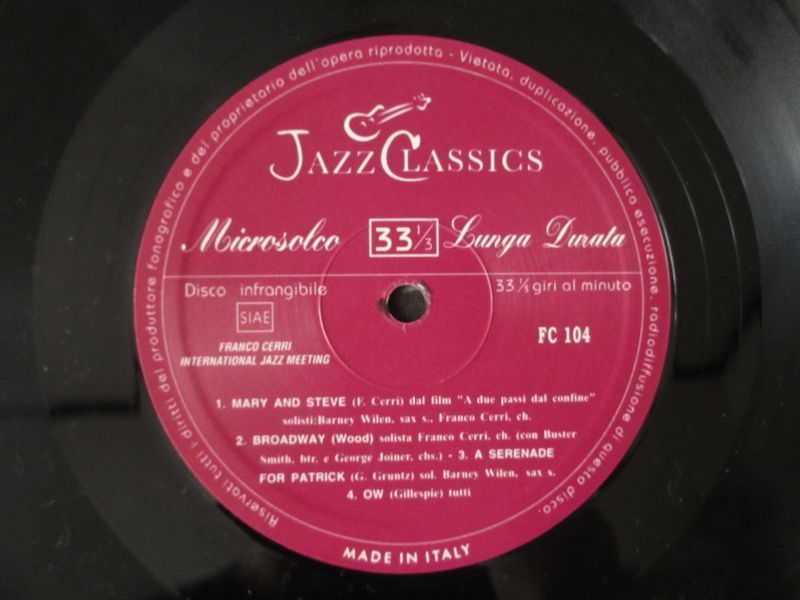 Riservati tutti i diritti del produttore fonografico e del proprietario dell'opera riprodotta - Vietata, duplicazione, pubblica esecuzione, radiodiffusione di questo disco.
JAZZ CLASSICS
Microsolco 33 1/3 Lunga Durata
Disco infrangibile 33 1/3 giri al minuto
SIAE
FC 104
FRANCO CERRI
INTERNATIONAL JAZZ MEETING
1. MARY AND STEVE (F. Cerri) dal film "A due passi dal confine"
solisti:Barney Wilen, sax s., Franco Cerri, ch.
2. BROADWAY (Wood) solista Franco Cerri, ch. (con Buster
Smith, btr. e George Joiner, cbs.) - 3. A SERENADE
FOR PATRICK (G. Gruntz) sol. Barney Wilen, sax s.
4. OW (Gillespie) tutti
MADE IN ITALY